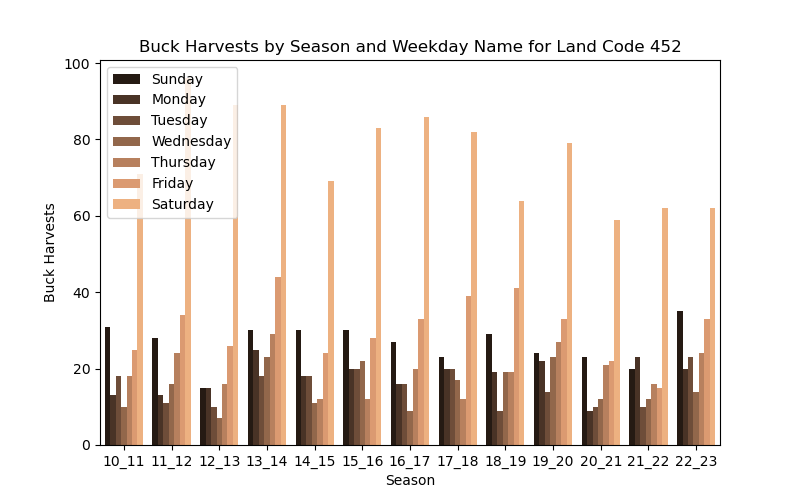 Buck Harvests by Season and Weekday Name for Land Code 452
100
80
60
40
20
0
Buck Harvests
Sunday
Monday
Tuesday
Wednesday
Thursday
Friday
Saturday
10_11 11_12 12_13 13_14 14_15 15_16 16_17 17_18 18_19 19_20 20_21 21_22 22_23
Season